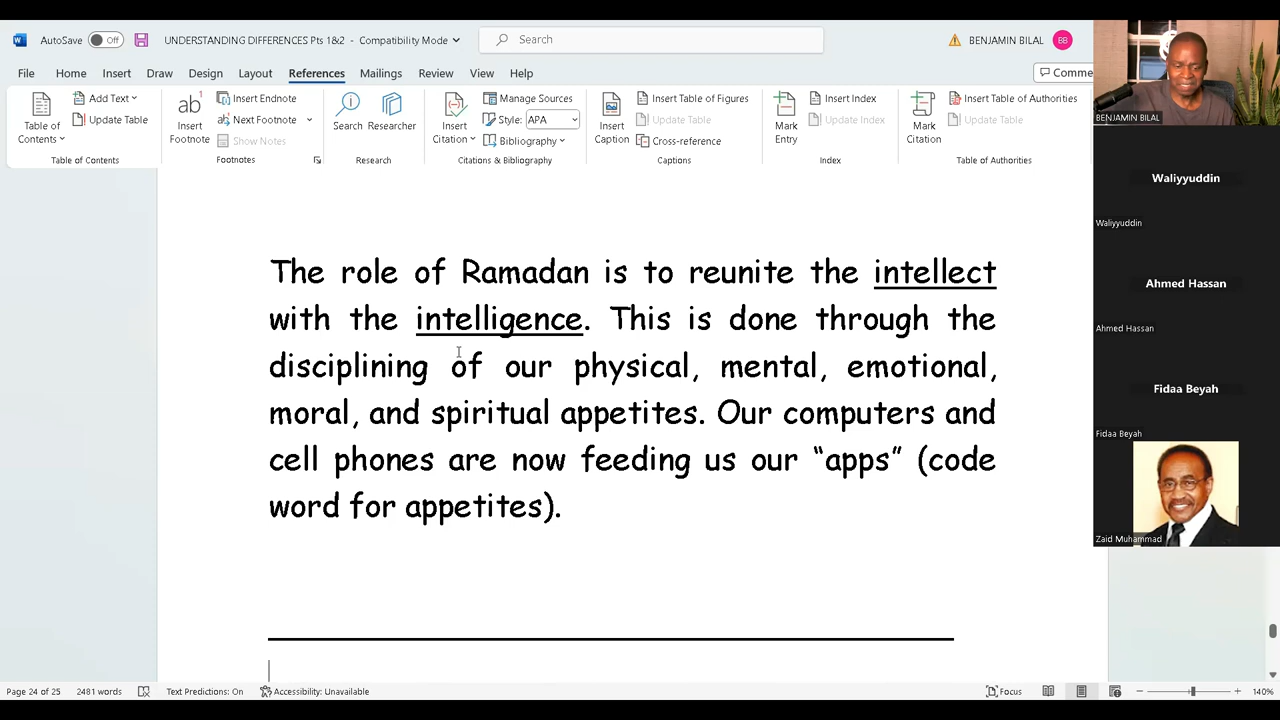 AutoSave Off UNDERSTANDING DIFFERENCES Pts 1&2 - Compatibility Mode Search BENJAMIN BILAL BB
File Home Insert Draw Design Layout References Mailings Review View Help Comme
Table of Contents Add Text Update Table Table of Contents
ab Insert Footnote Insert Endnote Next Footnote Show Notes Footnotes
Search Researcher Research
Insert Citation Manage Sources Style: APA Bibliography Citations & Bibliography
Insert Caption Insert Table of Figures Update Table Cross-reference Captions
Mark Entry Insert Index Update Index Index
Mark Citation Insert Table of Authorities Update Table Table of Authorities
The role of Ramadan is to reunite the intellect
with the intelligence. This is done through the
disciplining of our physical, mental, emotional,
moral, and spiritual appetites. Our computers and
cell phones are now feeding us our “apps” (code
word for appetites).
BENJAMIN BILAL
Waliyyuddin
Waliyyuddin
Ahmed Hassan
Ahmed Hassan
Fidaa Beyah
Fidaa Beyah
Zaid Muhammad
Page 24 of 25 2481 words Text Predictions: On Accessibility: Unavailable Focus 140%